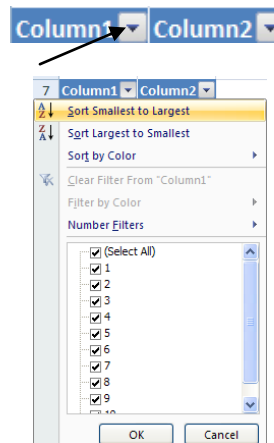 Column1 Column2
7 Column1 Column2
Sort Smallest to Largest
Sort Largest to Smallest
Sort by Color
Clear Filter From "Column1"
Filter by Color
Number Filters
(Select All)
1
2
3
4
5
6
7
8
9
10
OK Cancel